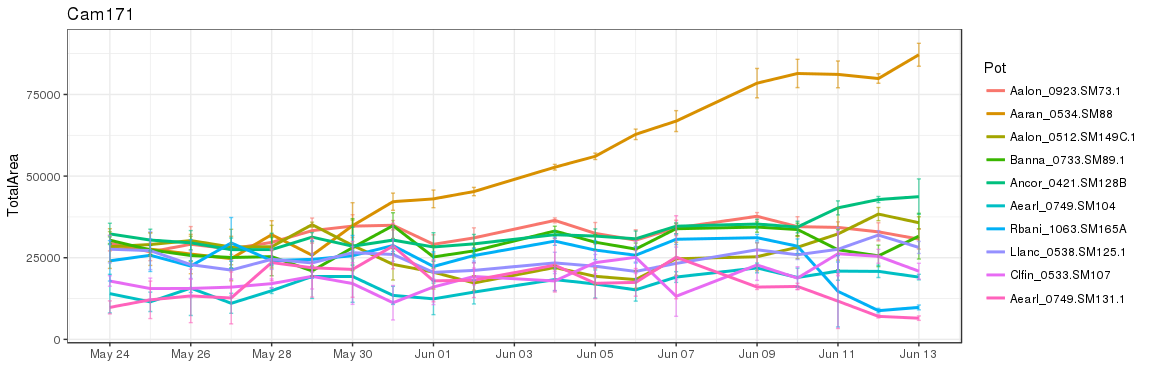 Cam171
TotalArea
75000
50000
25000
0
May 24 May 26 May 28 May 30 Jun 01 Jun 03 Jun 05 Jun 07 Jun 09 Jun 11 Jun 13
Pot
Aalon_0923.SM73.1
Aaran_0534.SM88
Aalon_0512.SM149C.1
Banna_0733.SM89.1
Ancor_0421.SM128B
Aearl_0749.SM104
Rbani_1063.SM165A
Llanc_0538.SM125.1
Clfin_0533.SM107
Aearl_0749.SM131.1